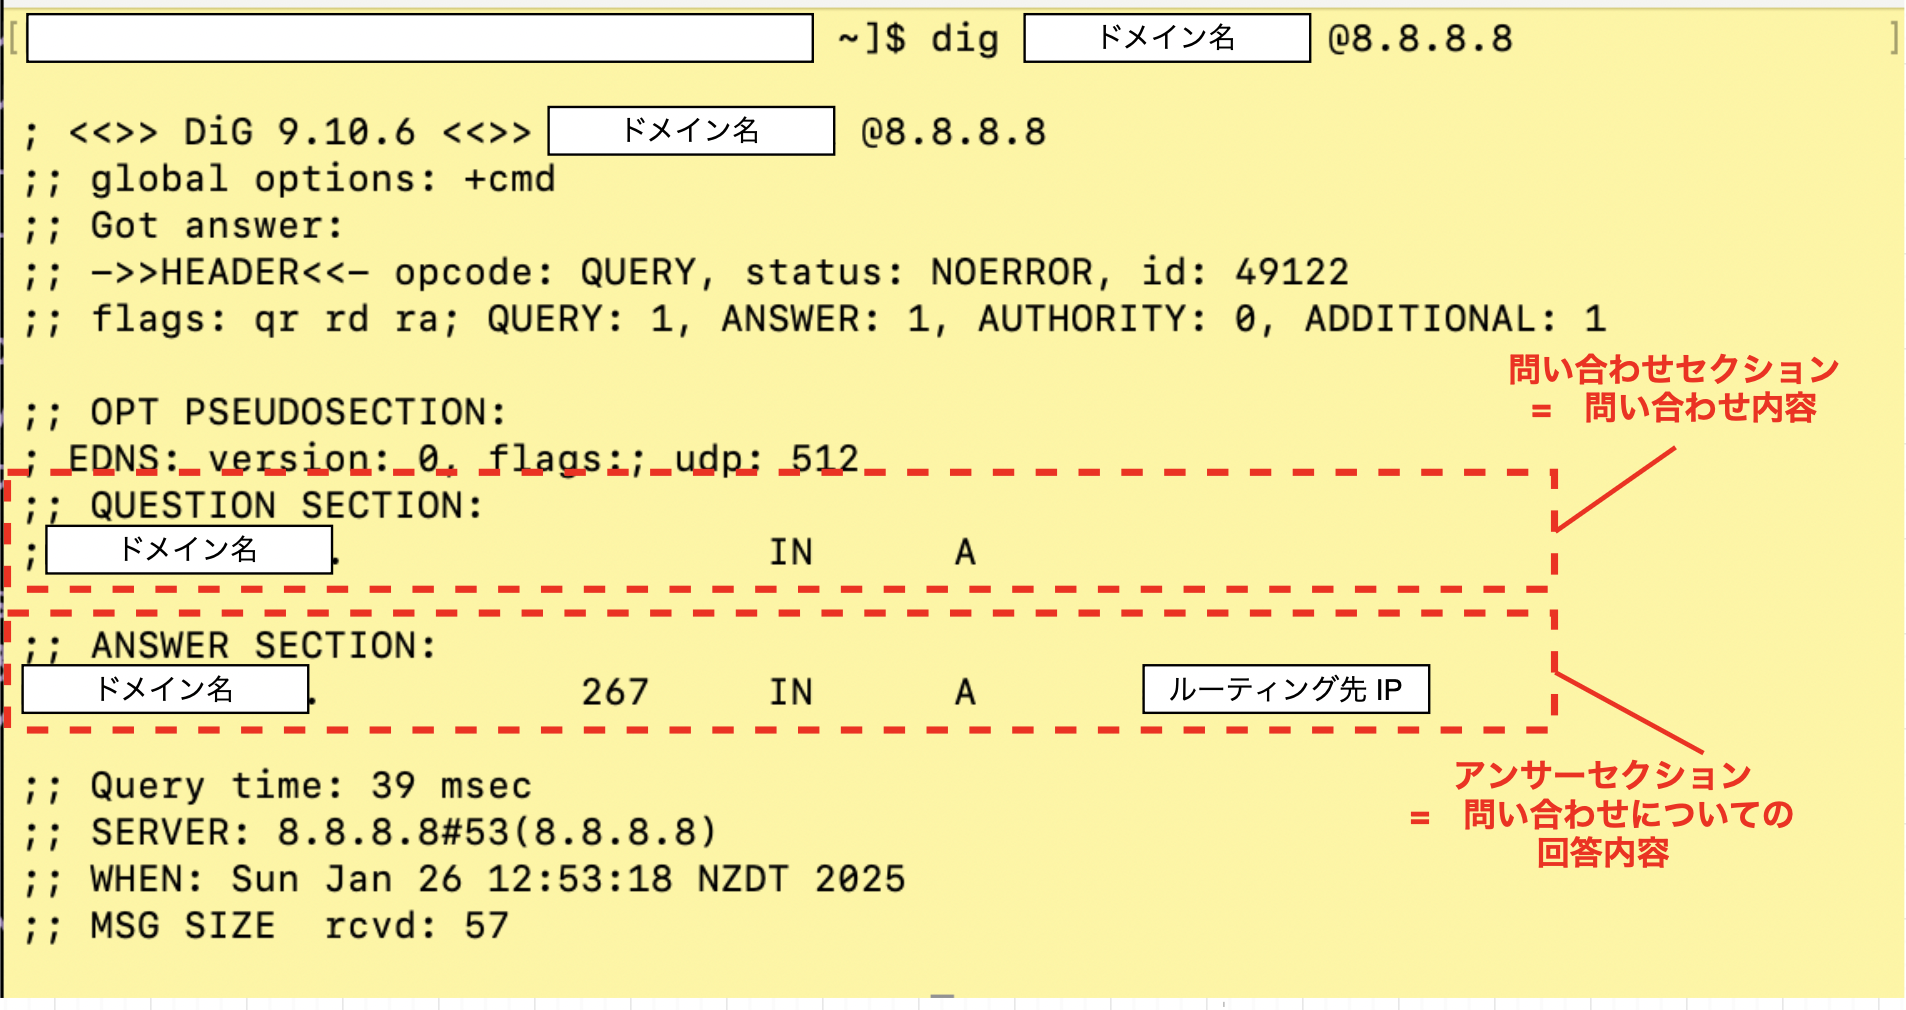 [ ~]$ dig ドメイン名 @8.8.8.8 ]
; <<>> DiG 9.10.6 <<>> ドメイン名 @8.8.8.8
;; global options: +cmd
;; Got answer:
;; ->>HEADER<<- opcode: QUERY, status: NOERROR, id: 49122
;; flags: qr rd ra; QUERY: 1, ANSWER: 1, AUTHORITY: 0, ADDITIONAL: 1
問い合わせセクション
= 問い合わせ内容
;; OPT PSEUDOSECTION:
; EDNS: version: 0, flags:; udp: 512
;; QUESTION SECTION:
;ドメイン名. IN A
;; ANSWER SECTION:
ドメイン名. 267 IN A ルーティング先 IP
アンサーセクション
= 問い合わせについての
回答内容
;; Query time: 39 msec
;; SERVER: 8.8.8.8#53(8.8.8.8)
;; WHEN: Sun Jan 26 12:53:18 NZDT 2025
;; MSG SIZE rcvd: 57